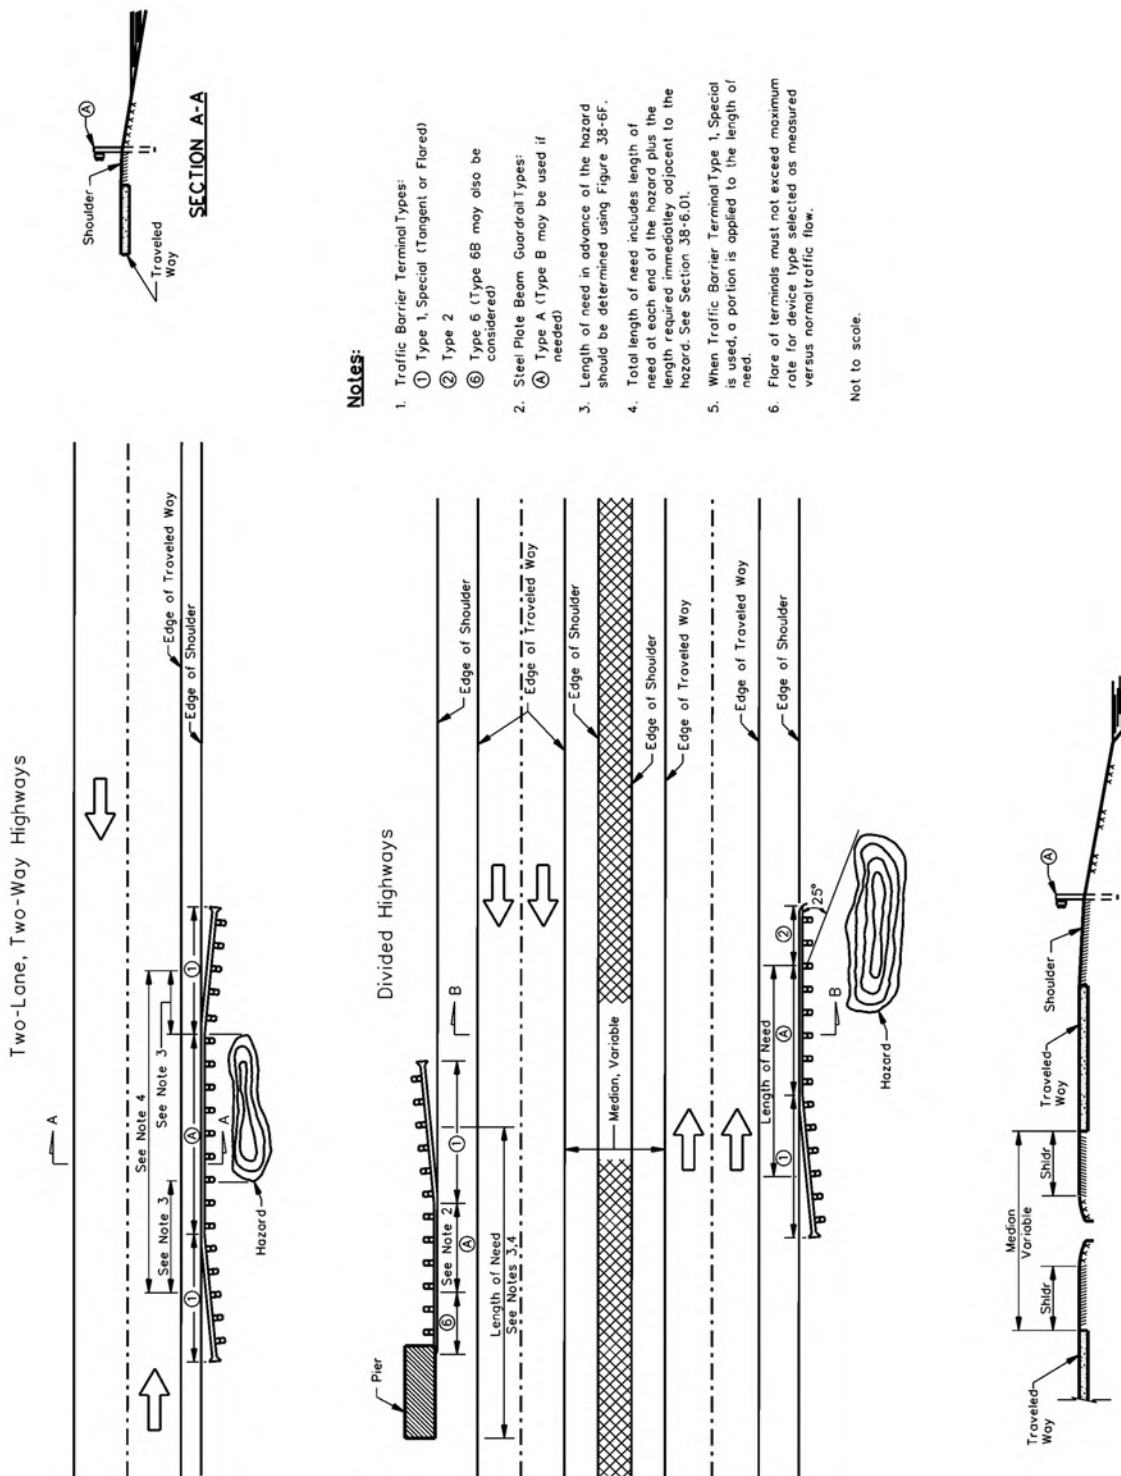 Two-Lane, Two-Way Highways
A
See Note 4
See Note 3
See Note 3
1
A
1
A
Hazard
Edge of Traveled Way
Edge of Shoulder
Shoulder
A
Traveled
Way
SECTION A-A
Divided Highways
Pier
6
See Note 2
A
1
Length of Need
See Notes 3,4
B
Edge of Shoulder
Edge of Traveled Way
Edge of Shoulder
Median, Variable
Edge of Shoulder
Edge of Traveled Way
Edge of Traveled Way
Edge of Shoulder
Length of Need
1
A
2
25°
B
Hazard
Notes:
1. Traffic Barrier Terminal Types:
1 Type 1, Special (Tangent or Flared)
2 Type 2
6 Type 6 (Type 6B may also be
considered)
2. Steel Plate Beam Guardrail Types:
A Type A (Type B may be used if
needed)
3. Length of need in advance of the hazard
should be determined using Figure 38-6F.
4. Total length of need includes length of
need at each end of the hazard plus the
length required immediatley adjacent to the
hazard. See Section 38-6.01.
5. When Traffic Barrier Terminal Type 1, Special
is used, a portion is applied to the length of
need.
6. Flare of terminals must not exceed maximum
rate for device type selected as measured
versus normal traffic flow.
Not to scale.
Traveled
Way
Shldr
Median
Variable
Shldr
Traveled
Way
Shoulder
A